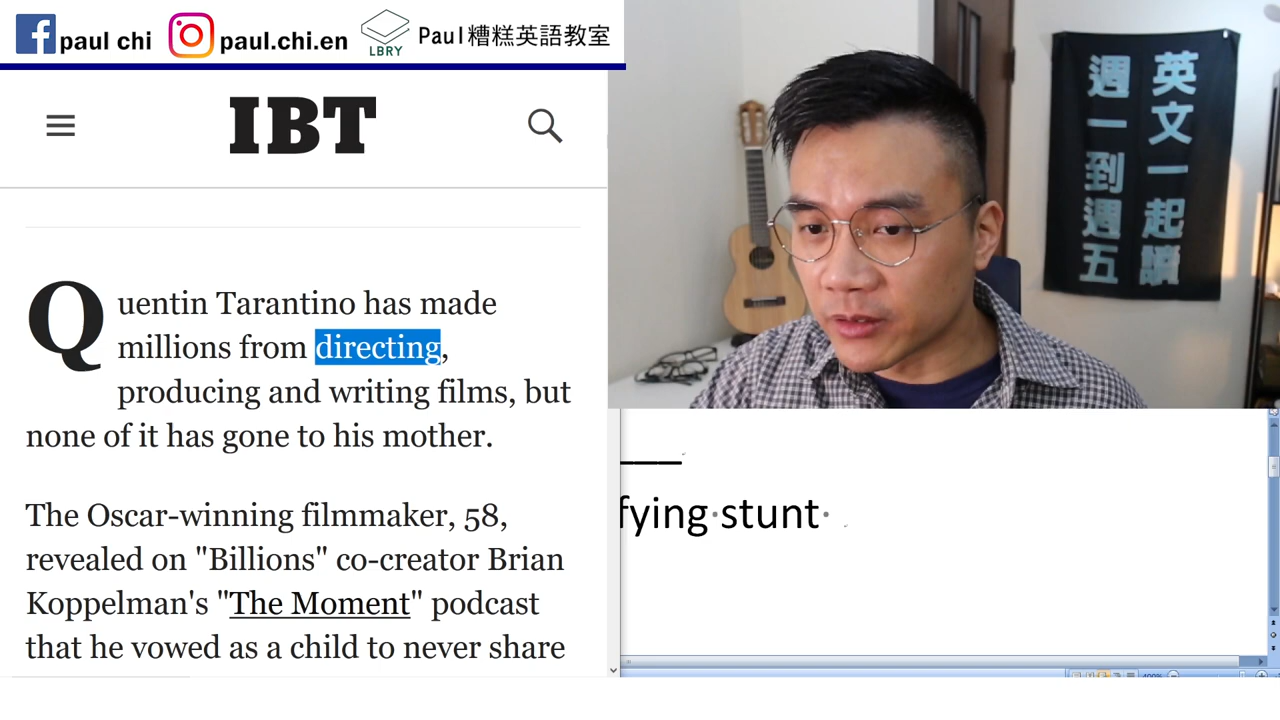 paul chi
paul.chi.en
LBRY
Paul糟糕英語教室
IBT
Quentin Tarantino has made
millions from directing,
producing and writing films, but
none of it has gone to his mother.
The Oscar-winning filmmaker, 58,
revealed on "Billions" co-creator Brian
Koppelman's "The Moment" podcast
that he vowed as a child to never share
英文一起讀
週一到週五
fying stunt
400%